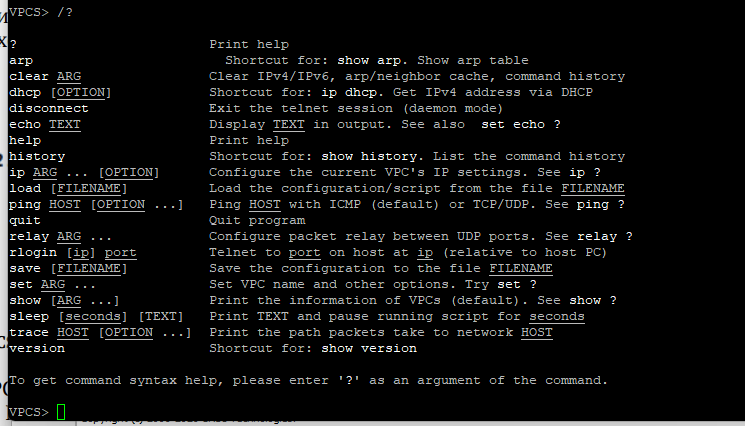 VPCS> /?
?                        Print help
arp                        Shortcut for: show arp. Show arp table
clear ARG                Clear IPv4/IPv6, arp/neighbor cache, command history
dhcp [OPTION]            Shortcut for: ip dhcp. Get IPv4 address via DHCP
disconnect               Exit the telnet session (daemon mode)
echo TEXT                Display TEXT in output. See also  set echo ?
help                     Print help
history                  Shortcut for: show history. List the command history
ip ARG ... [OPTION]      Configure the current VPC's IP settings. See ip ?
load [FILENAME]          Load the configuration/script from the file FILENAME
ping HOST [OPTION ...]   Ping HOST with ICMP (default) or TCP/UDP. See ping ?
quit                     Quit program
relay ARG ...            Configure packet relay between UDP ports. See relay ?
rlogin [ip] port         Telnet to port on host at ip (relative to host PC)
save [FILENAME]          Save the configuration to the file FILENAME
set ARG ...              Set VPC name and other options. Try set ?
show [ARG ...]           Print the information of VPCs (default). See show ?
sleep [seconds] [TEXT]   Print TEXT and pause running script for seconds
trace HOST [OPTION ...]  Print the path packets take to network HOST
version                  Shortcut for: show version
To get command syntax help, please enter '?' as an argument of the command.
VPCS>